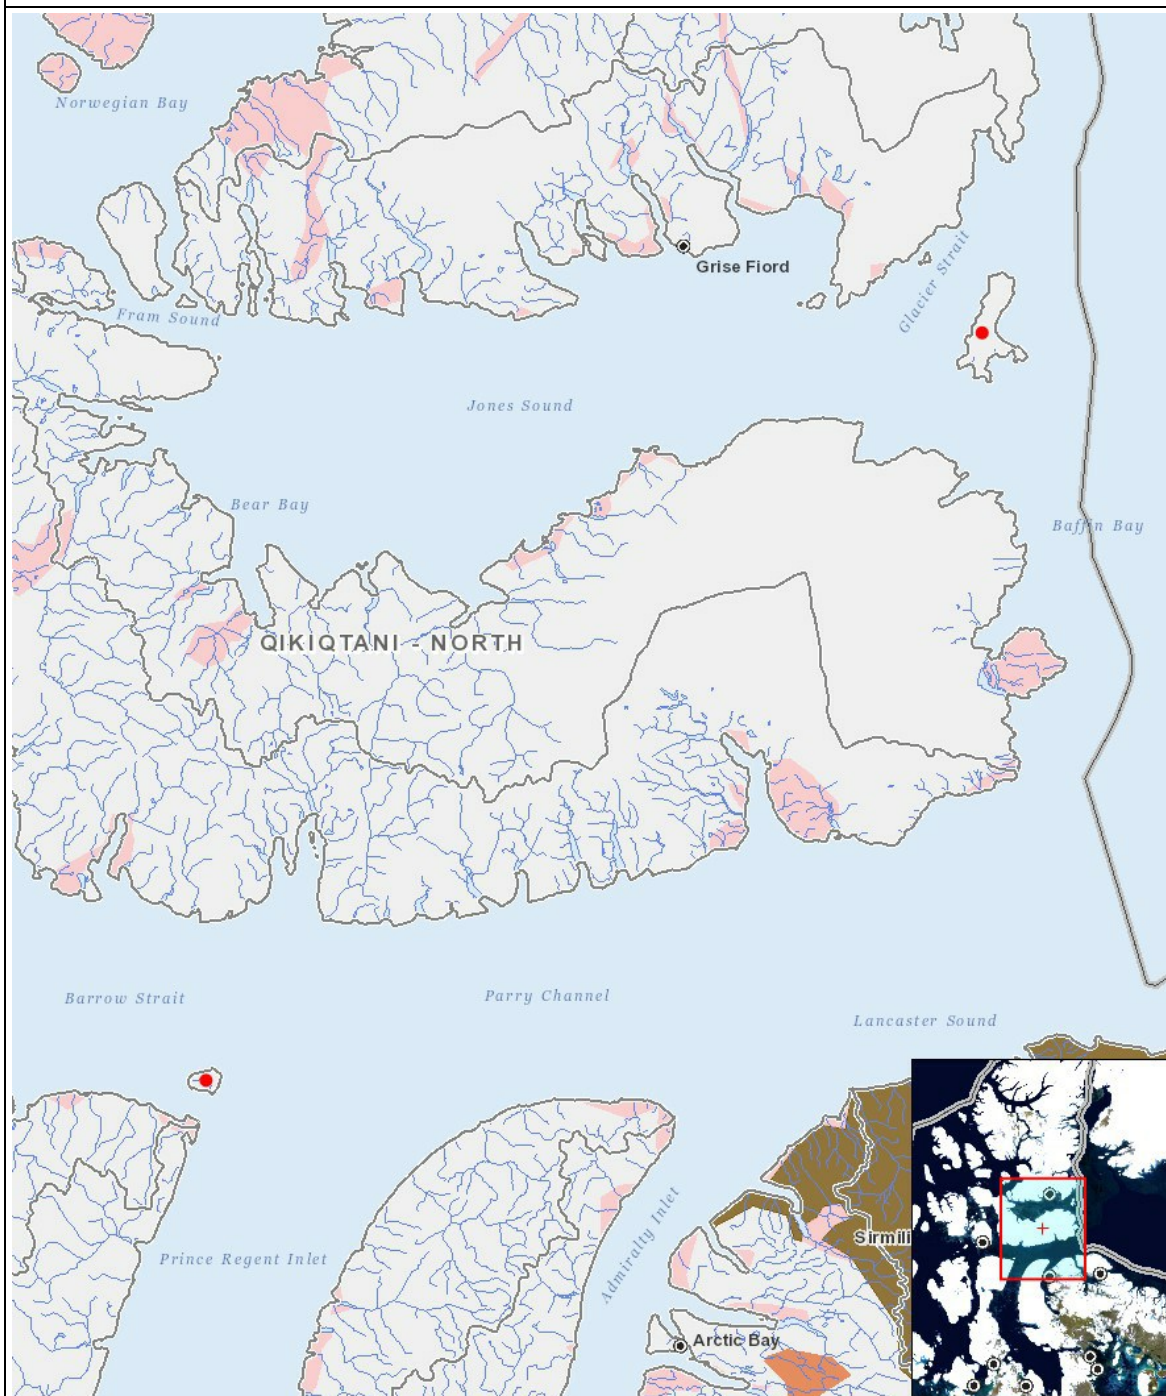 Norwegian Bay
Grise Fiord
Glacier Strait
Fram Sound
Jones Sound
Bear Bay
Baffin Bay
QIKIQTANI - NORTH
Barrow Strait
Parry Channel
Lancaster Sound
Admiralty Inlet
Sirmili
Prince Regent Inlet
Arctic Bay